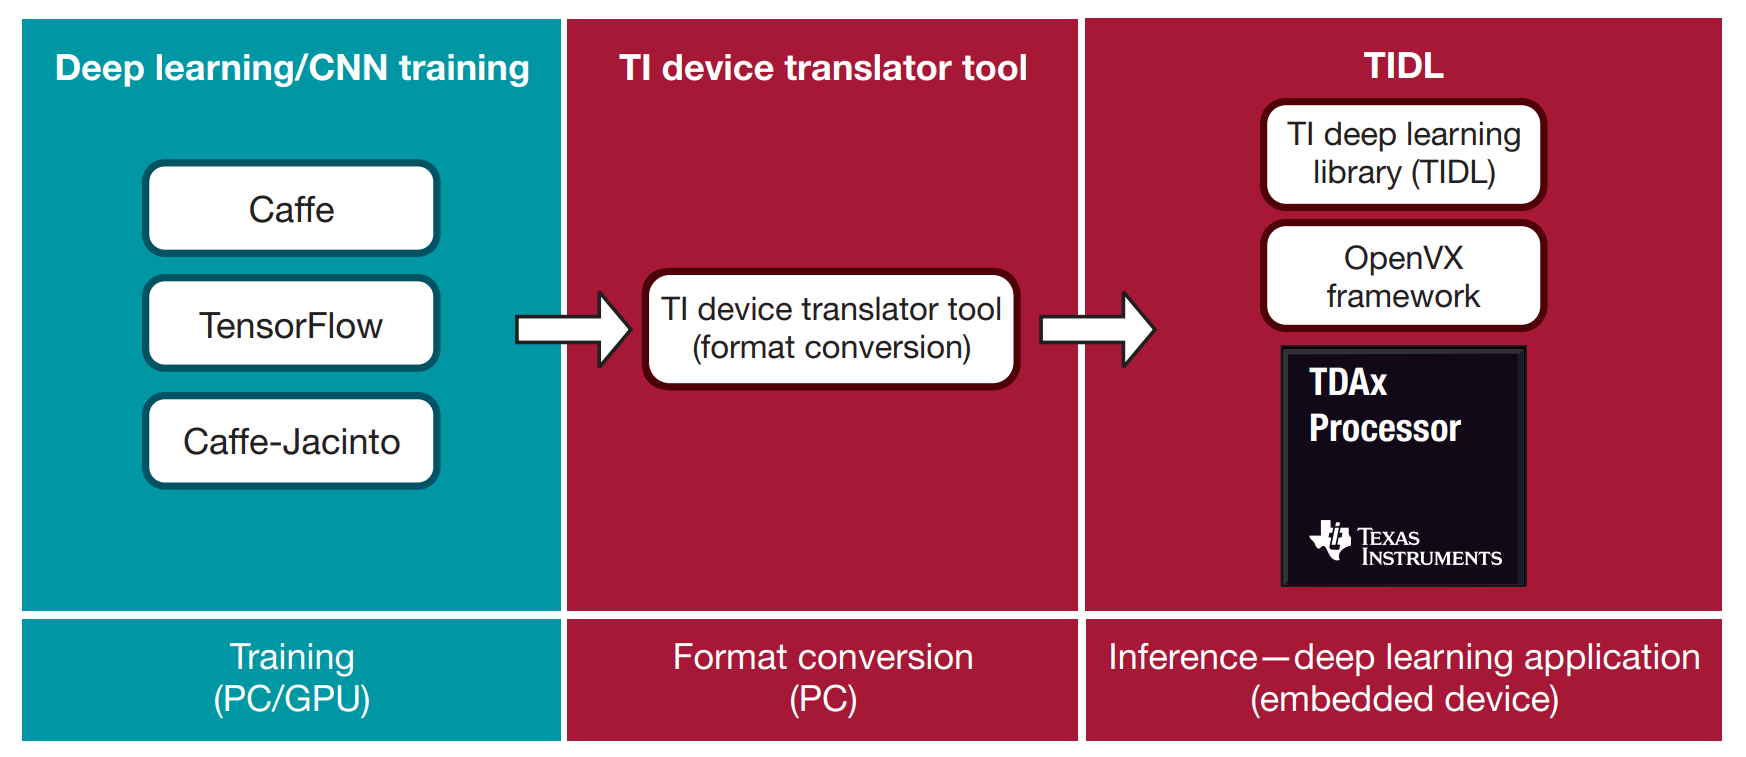 Deep learning/CNN training
Caffe
TensorFlow
Caffe-Jacinto
Training
(PC/GPU)
TI device translator tool
TI device translator tool
(format conversion)
Format conversion
(PC)
TIDL
TI deep learning
library (TIDL)
OpenVX
framework
TDAx
Processor
TEXAS
INSTRUMENTS
Inference—deep learning application
(embedded device)